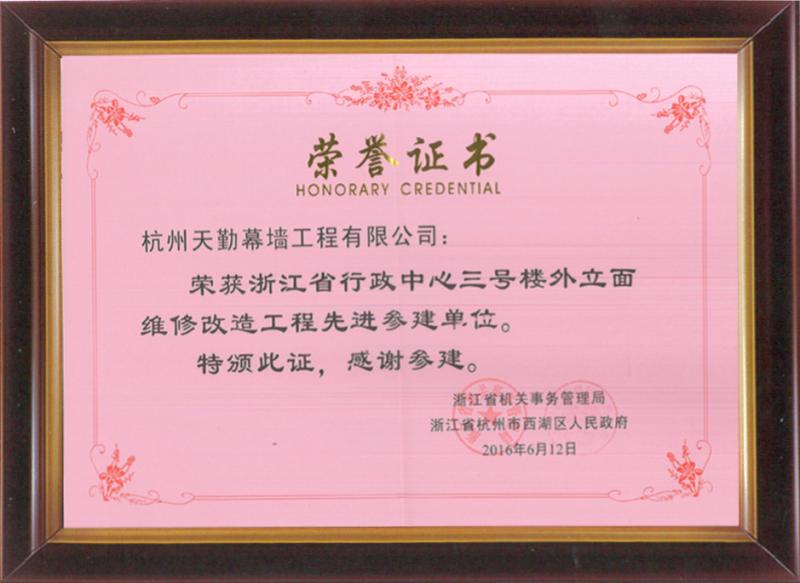 荣誉证书
HONORARY CREDENTIAL
杭州天勤幕墙工程有限公司：
荣获浙江省行政中心三号楼外立面
维修改造工程先进参建单位。
特颁此证，感谢参建。
浙江省机关事务管理局
浙江省杭州市西湖区人民政府
2016年6月12日